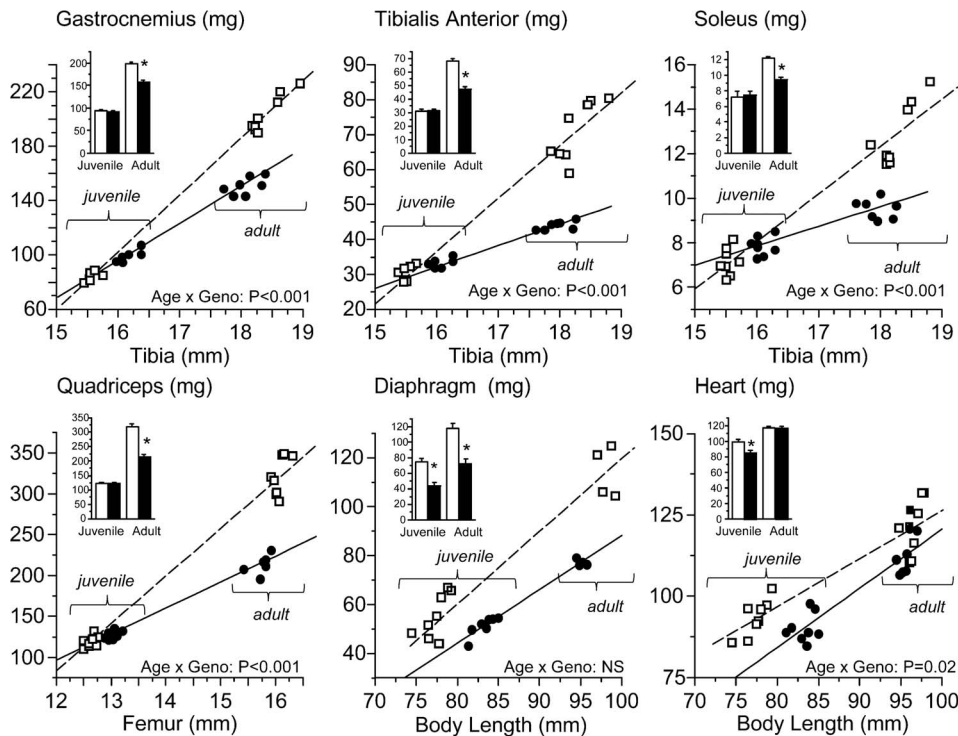 Gastrocnemius (mg)
220
180
140
100
60
15 16 17 18 19
Tibia (mm)
200
150
100
50
0
Juvenile Adult
*
juvenile
adult
Age x Geno: P<0.001
Tibialis Anterior (mg)
90
80
70
60
50
40
30
20
15 16 17 18 19
Tibia (mm)
70
60
50
40
30
20
10
0
Juvenile Adult
*
juvenile
adult
Age x Geno: P<0.001
Soleus (mg)
16
14
12
10
8
6
4
15 16 17 18 19
Tibia (mm)
12
10
8
6
4
2
0
Juvenile Adult
*
juvenile
adult
Age x Geno: P<0.001
Quadriceps (mg)
400
350
300
250
200
150
100
12 13 14 15 16
Femur (mm)
350
300
250
200
150
100
50
0
Juvenile Adult
*
juvenile
adult
Age x Geno: P<0.001
Diaphragm (mg)
120
100
80
60
40
70 75 80 85 90 95 100
Body Length (mm)
120
100
80
60
40
20
0
Juvenile Adult
* *
juvenile
adult
Age x Geno: NS
Heart (mg)
150
125
100
75
70 75 80 85 90 95 100
Body Length (mm)
120
100
80
60
40
20
0
Juvenile Adult
*
juvenile
adult
Age x Geno: P=0.02